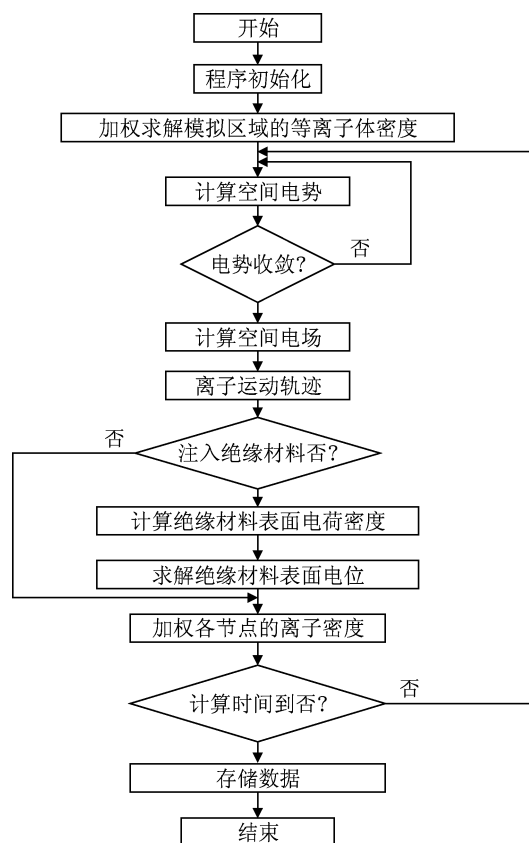 开始
程序初始化
加权求解模拟区域的等离子体密度
计算空间电势
电势收敛?
否
计算空间电场
离子运动轨迹
注入绝缘材料否?
否
计算绝缘材料表面电荷密度
求解绝缘材料表面电位
加权各节点的离子密度
计算时间到否?
否
存储数据
结束